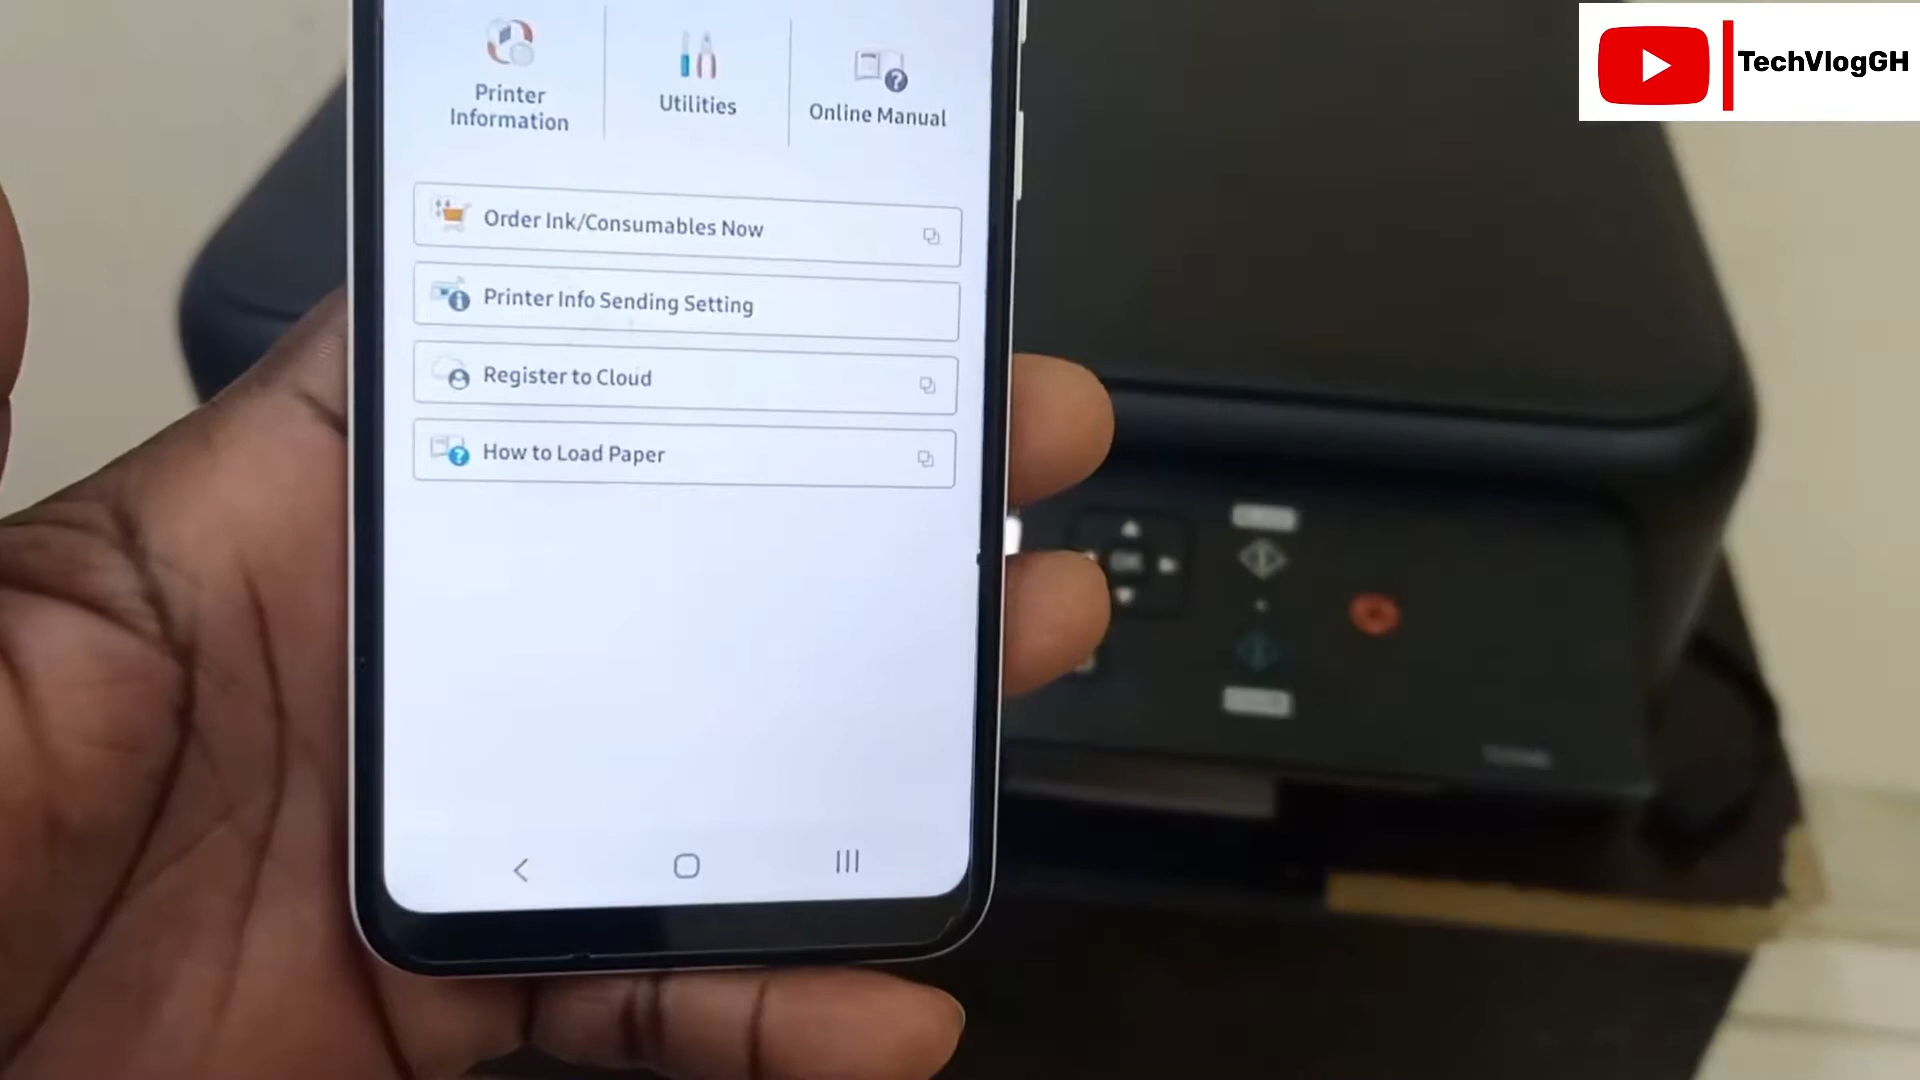 TechVlogGH
Printer
Information
Utilities
Online Manual
Order Ink/Consumables Now
Printer Info Sending Setting
Register to Cloud
How to Load Paper
OK